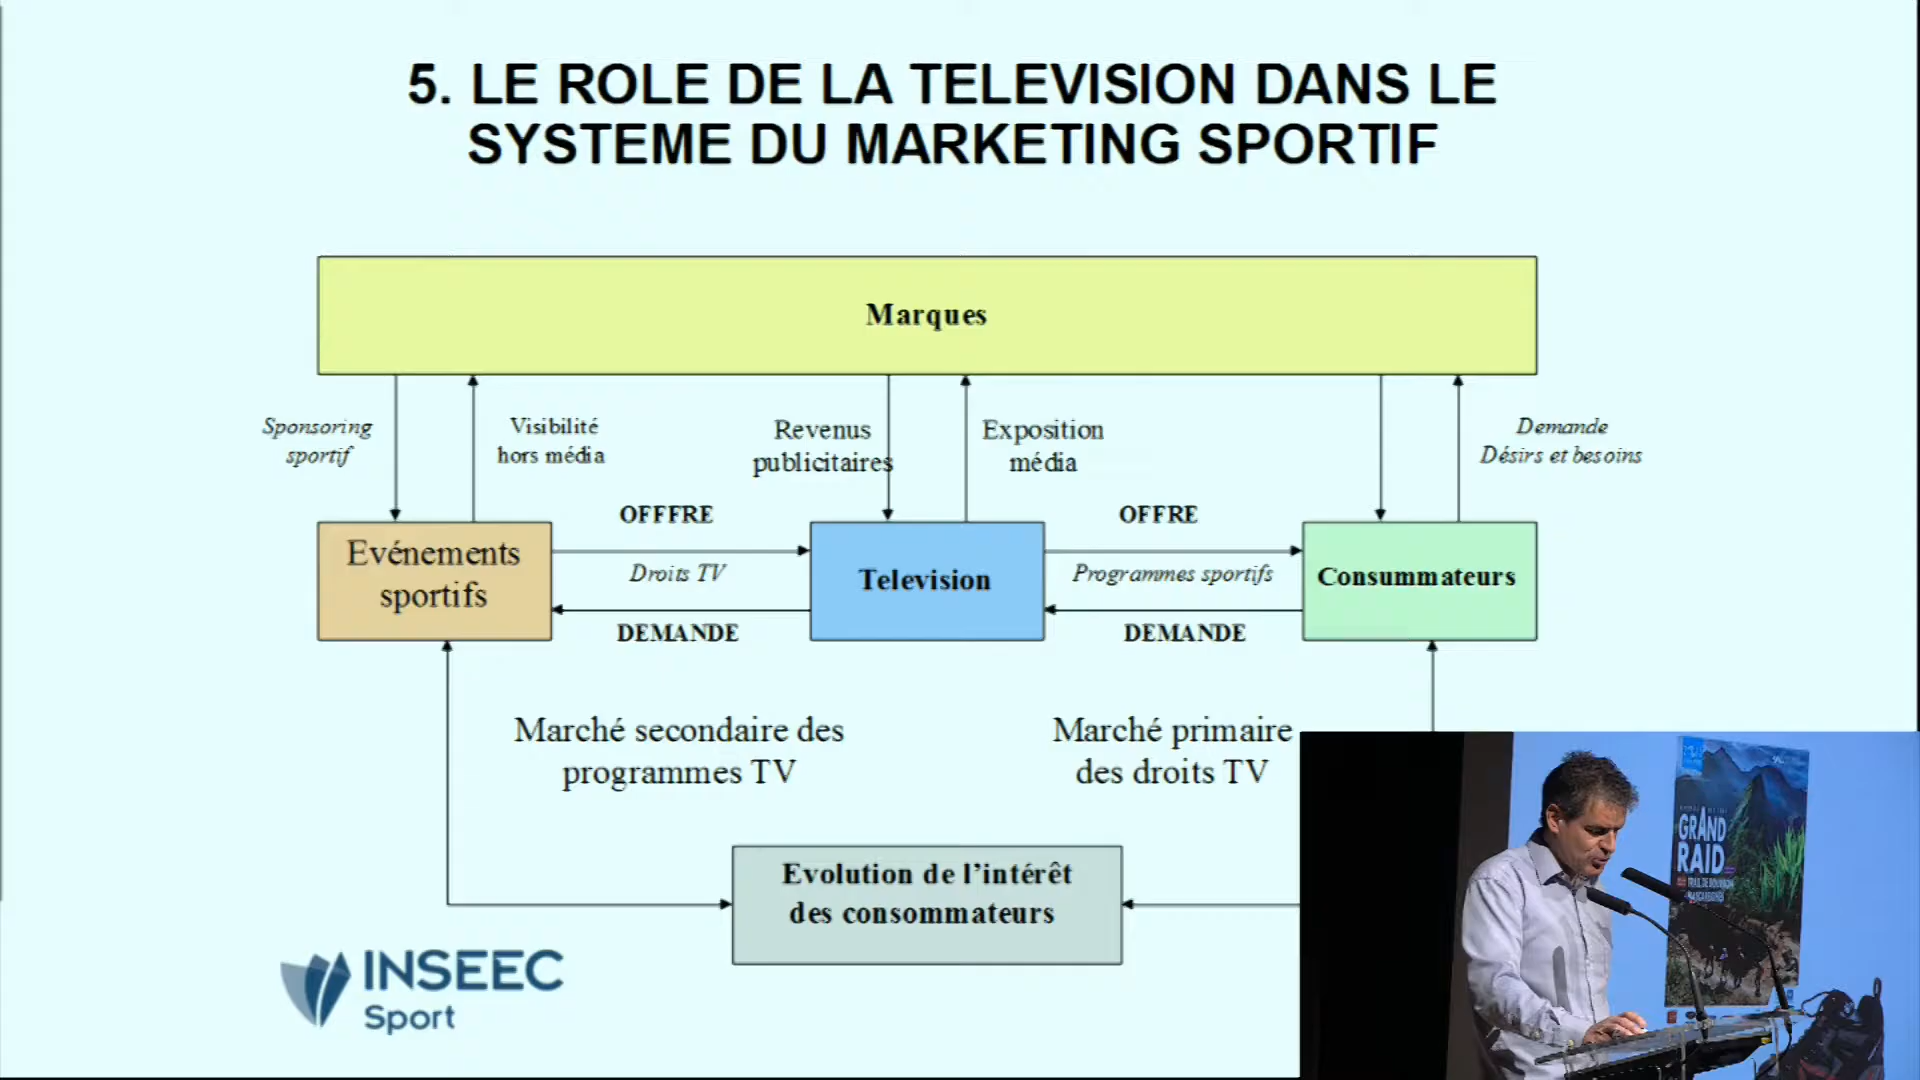 5. LE ROLE DE LA TELEVISION DANS LE
SYSTEME DU MARKETING SPORTIF
Marques
Sponsoring
sportif
Visibilité
hors média
Revenus
publicitaires
Exposition
média
Demande
Désirs et besoins
OFFFRE
OFFRE
Evénements
sportifs
Droits TV
Television
Programmes sportifs
Consummateurs
DEMANDE
DEMANDE
Marché secondaire des
programmes TV
Marché primaire
des droits TV
Evolution de l’intérêt
des consommateurs
INSEEC
Sport
GRAND
RAID
TRAIL DE BOURBON